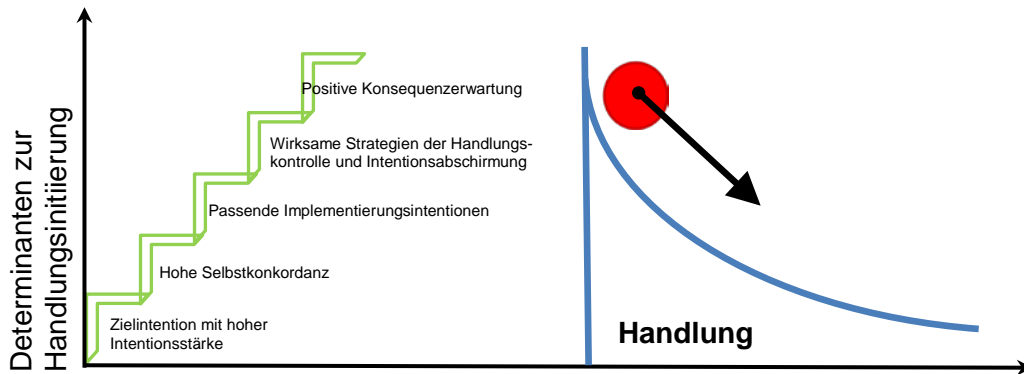 Determinanten zur
Handlungsinitiierung
Positive Konsequenzerwartung
Wirksame Strategien der Handlungs-
kontrolle und Intentionsabschirmung
Passende Implementierungsintentionen
Hohe Selbstkonkordanz
Zielintention mit hoher
Intentionsstärke
Handlung